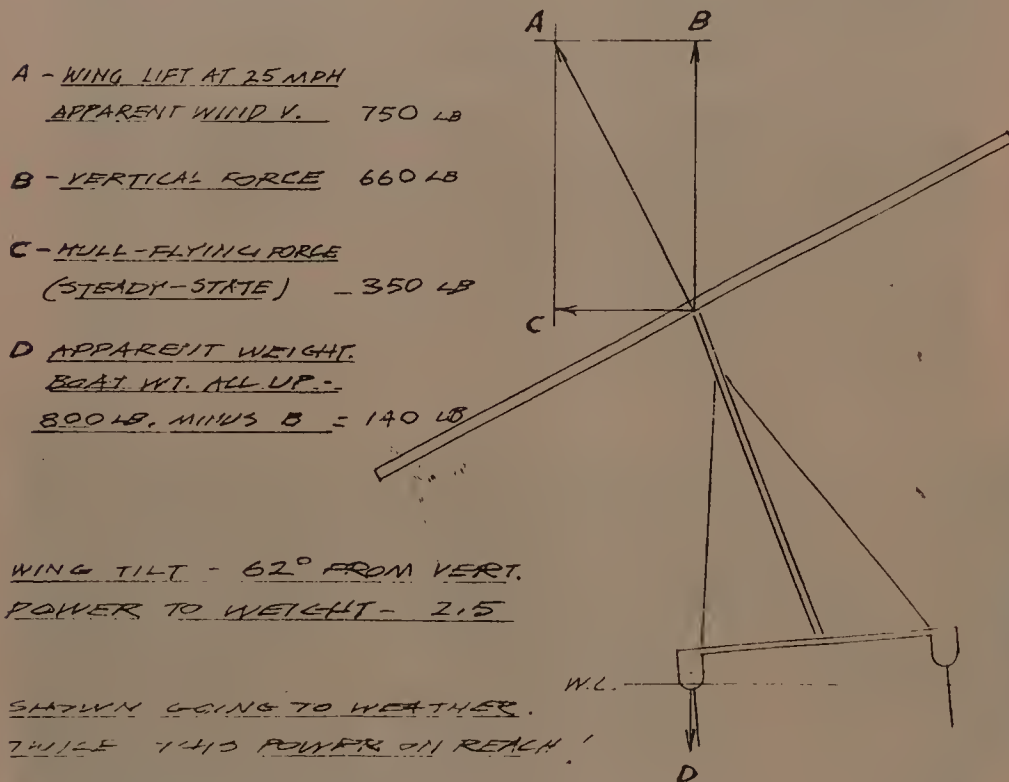 A B
A - WING LIFT AT 25 MPH
APPARENT WIND V. 750 LB
B - VERTICAL FORCE 660 LB
C - HULL-FLYING FORCE
(STEADY-STATE) - 350 LB
C
D APPARENT WEIGHT.
BOAT WT. ALL UP. -
800 LB. MINUS B = 140 LB
WING TILT - 62° FROM VERT.
POWER TO WEIGHT - 2.5
W.L.
SHOWN GOING TO WEATHER.
TWICE THIS POWER ON REACH!
D